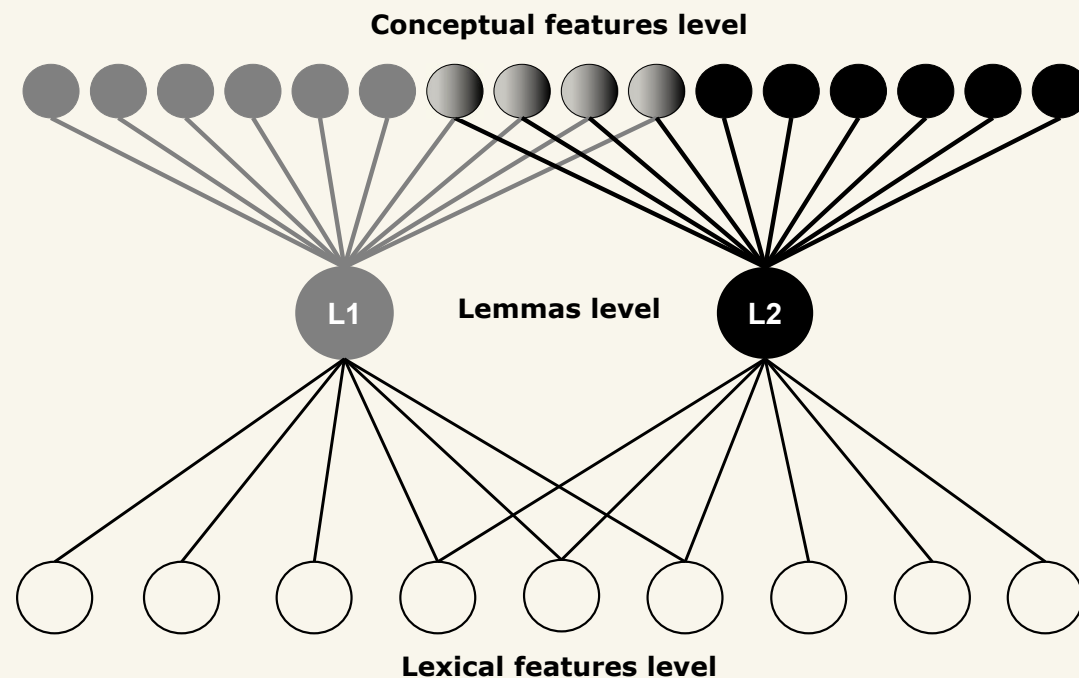 Conceptual features level
L1
Lemmas level
L2
Lexical features level